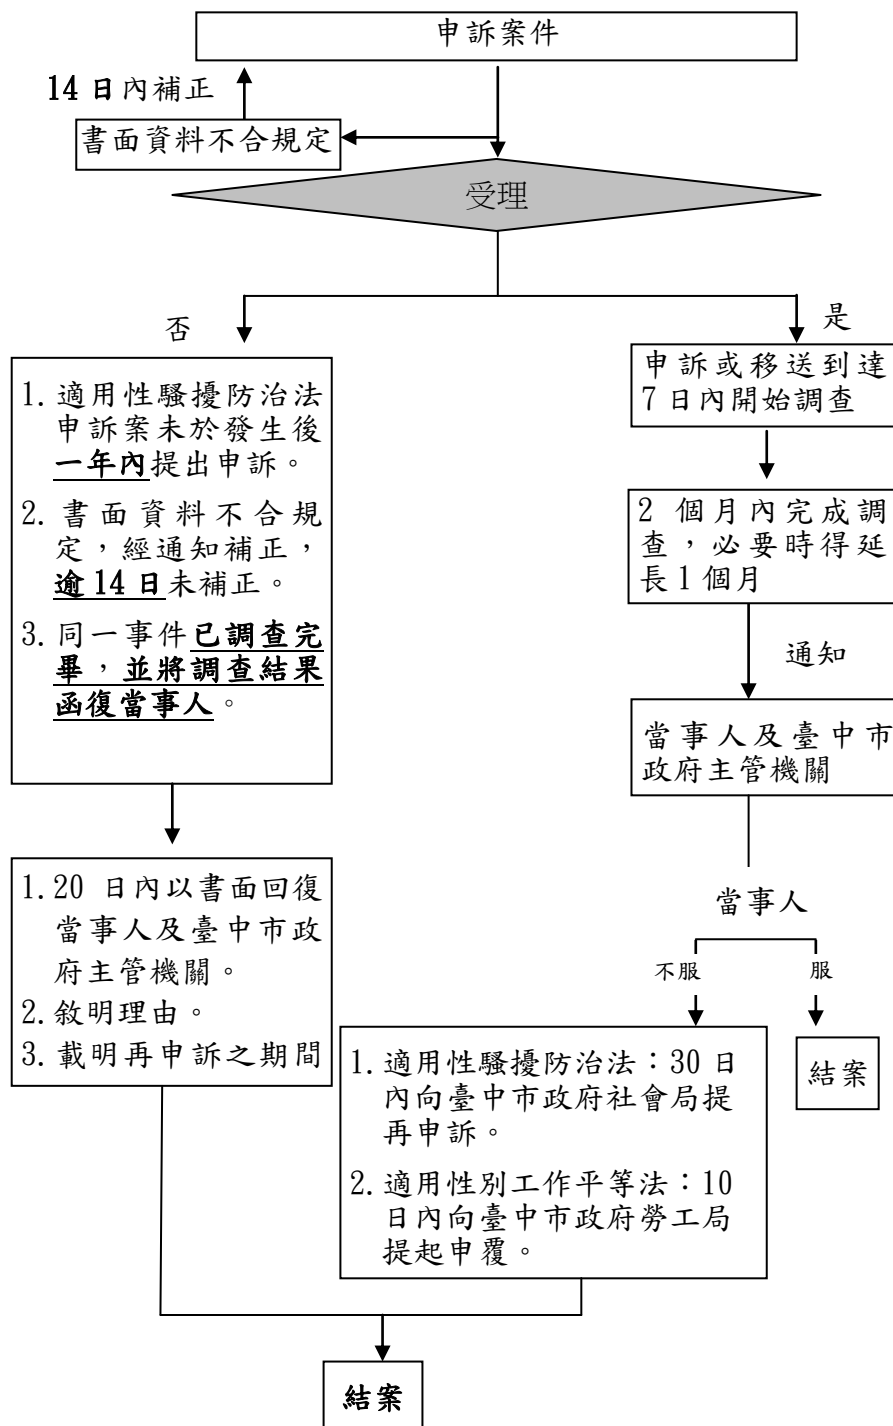 申訴案件
14日內補正
書面資料不合規定
受理
否
是
1. 適用性騷擾防治法
申訴案未於發生後
一年內提出申訴。
2. 書面資料不合規
定,經通知補正,
逾14日未補正。
3. 同一事件已調查完
畢,並將調查結果
函復當事人。
申訴或移送到達
7日內開始調查
2 個月內完成調
查,必要時得延
長1個月
通知
當事人及臺中市
政府主管機關
1.20 日內以書面回復
當事人及臺中市政
府主管機關。
2.敘明理由。
3.載明再申訴之期間
當事人
不服
服
1. 適用性騷擾防治法:30日
內向臺中市政府社會局提
再申訴。
2. 適用性別工作平等法:10
日內向臺中市政府勞工局
提起申覆。
結案
結案